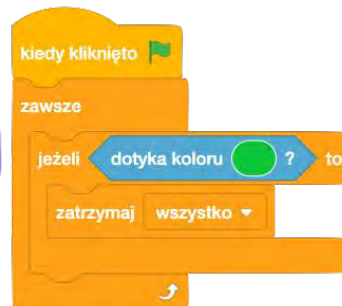 kiedy kliknięto
zawsze
jeżeli dotyka koloru ? to
zatrzymaj wszystko